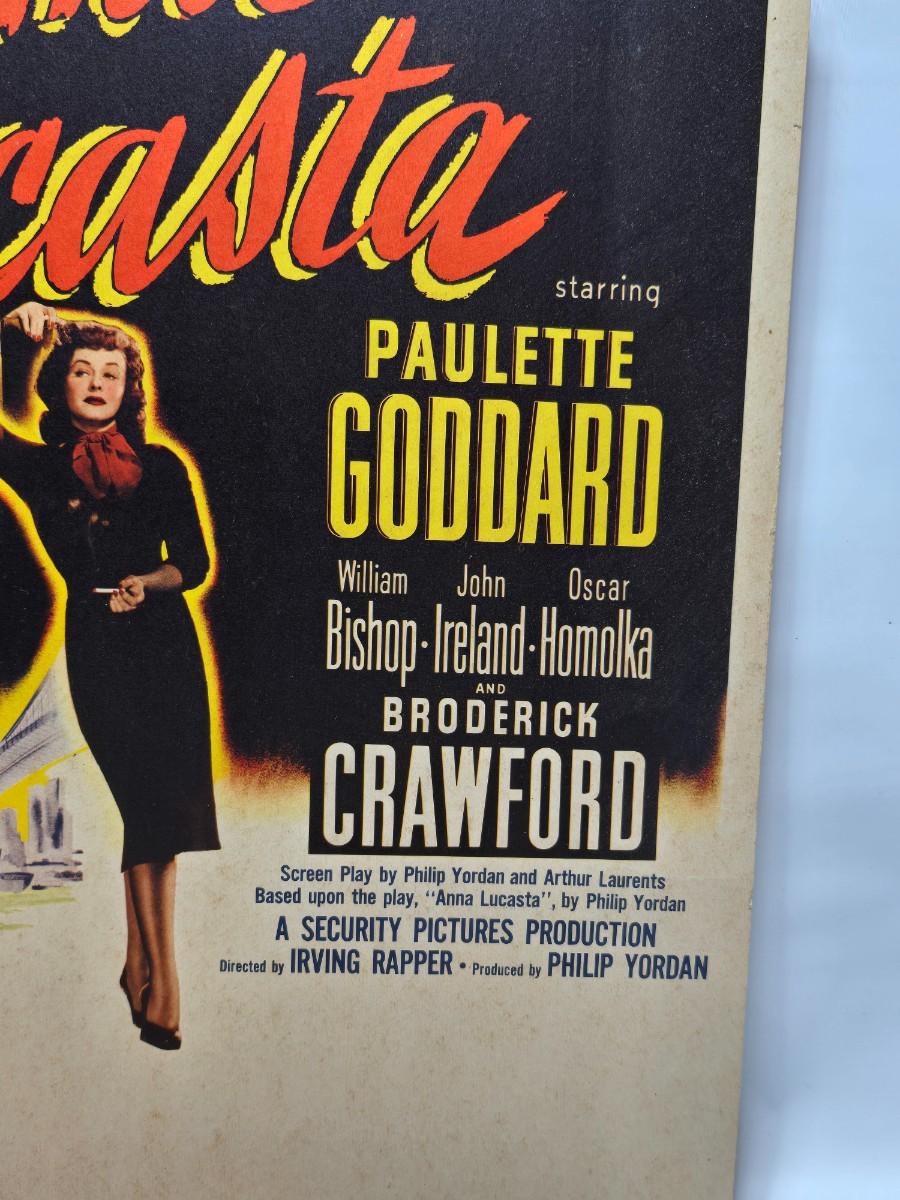 casta
starring
PAULETTE
GODDARD
William John Oscar
Bishop · Ireland · Homolka
AND
BRODERICK
CRAWFORD
Screen Play by Philip Yordan and Arthur Laurents
Based upon the play, "Anna Lucasta", by Philip Yordan
A SECURITY PICTURES PRODUCTION
Directed by IRVING RAPPER · Produced by PHILIP YORDAN